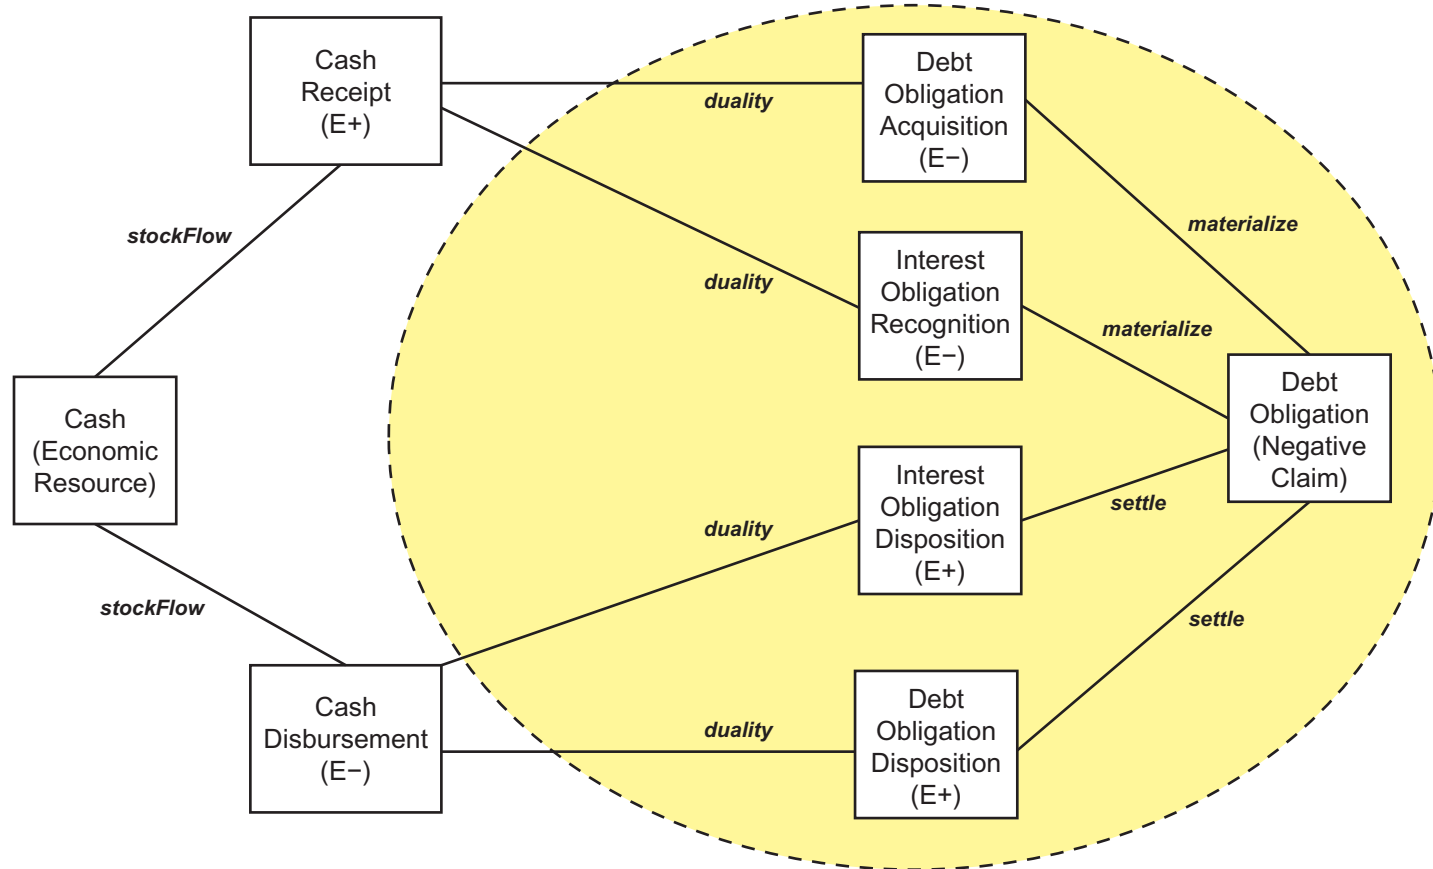 Cash
Receipt
(E+)
Debt
Obligation
Acquisition
(E−)
duality
stockFlow
materialize
Interest
Obligation
Recognition
(E−)
duality
materialize
Cash
(Economic
Resource)
Debt
Obligation
(Negative
Claim)
Interest
Obligation
Disposition
(E+)
duality
settle
stockFlow
settle
Cash
Disbursement
(E−)
duality
Debt
Obligation
Disposition
(E+)